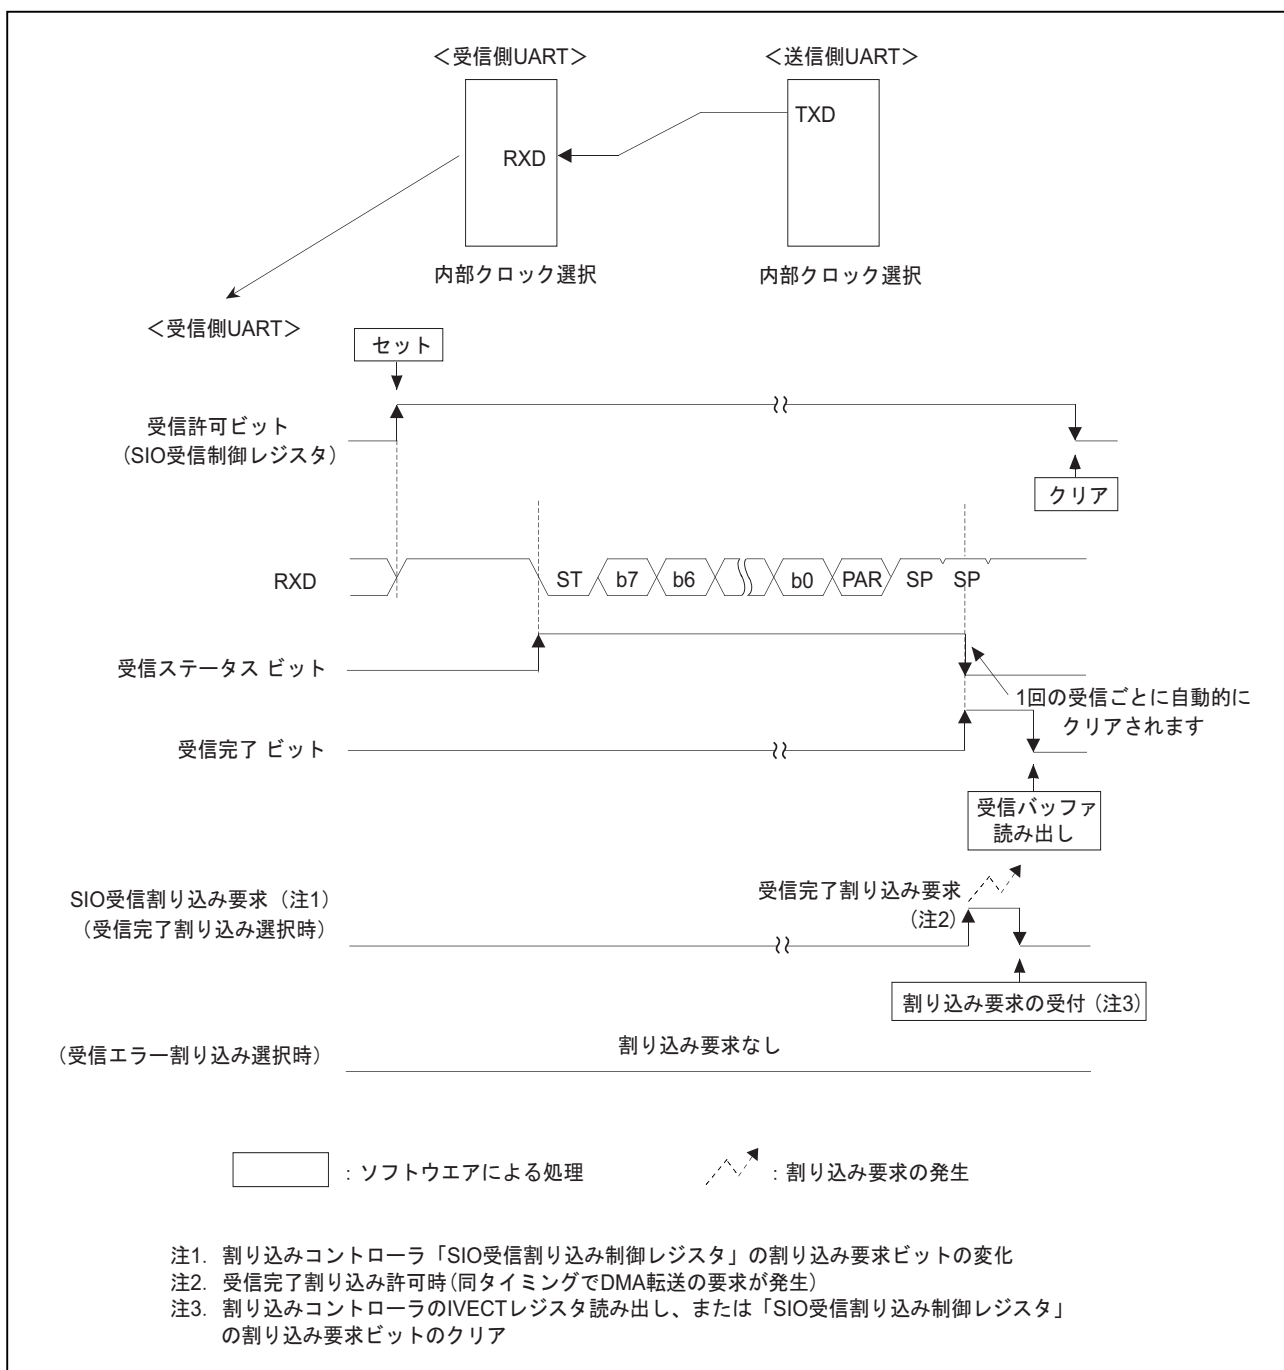 ＜受信側UART＞
＜送信側UART＞
TXD
RXD
内部クロック選択
内部クロック選択
＜受信側UART＞
セット
受信許可ビット
(SIO受信制御レジスタ)
クリア
RXD
ST
b7
b6
b0
PAR
SP
SP
受信ステータス ビット
1回の受信ごとに自動的に
クリアされます
受信完了 ビット
受信バッファ
読み出し
SIO受信割り込み要求（注1）
（受信完了割り込み選択時）
受信完了割り込み要求
（注2）
割り込み要求の受付（注3）
（受信エラー割り込み選択時）
割り込み要求なし
：ソフトウエアによる処理
：割り込み要求の発生
注1. 割り込みコントローラ「SIO受信割り込み制御レジスタ」の割り込み要求ビットの変化
注2. 受信完了割り込み許可時(同タイミングでDMA転送の要求が発生)
注3. 割り込みコントローラのIVECTレジスタ読み出し、または「SIO受信割り込み制御レジスタ」
の割り込み要求ビットのクリア